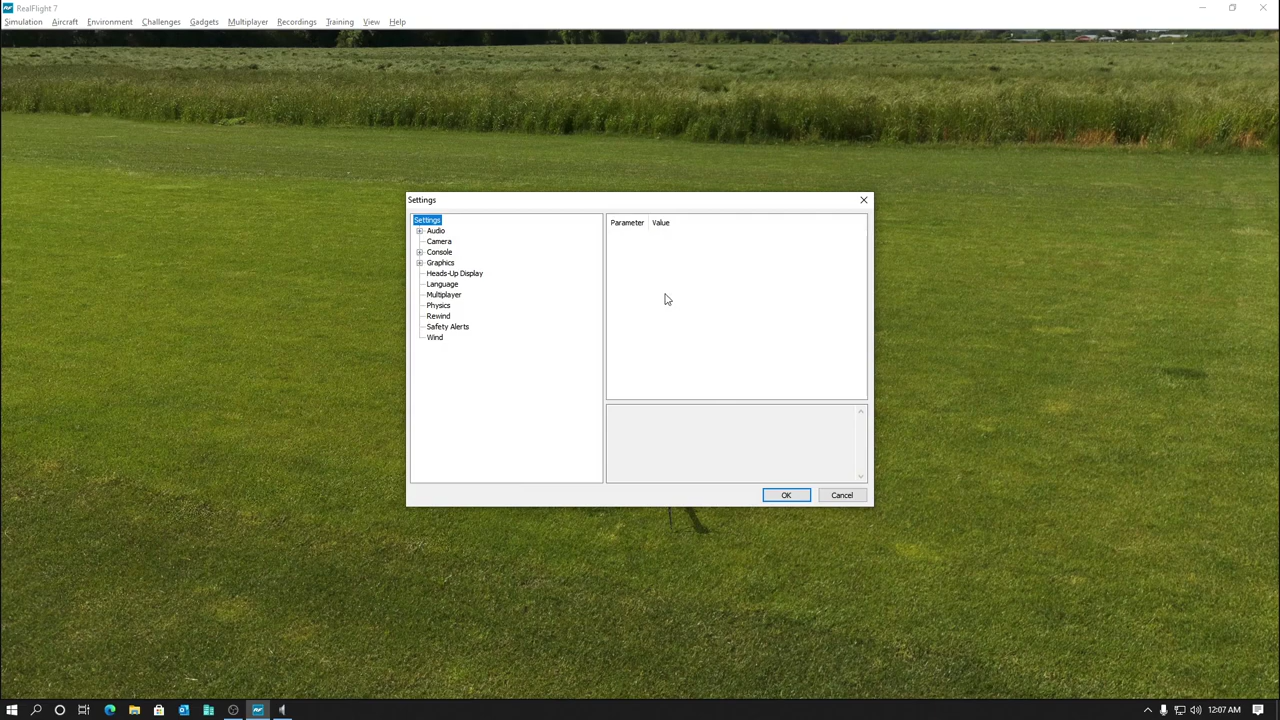 RealFlight 7
Simulation Aircraft Environment Challenges Gadgets Multiplayer Recordings Training View Help
Settings
Settings
Audio
Camera
Console
Graphics
Heads-Up Display
Language
Multiplayer
Physics
Rewind
Safety Alerts
Wind
Parameter Value
OK Cancel
12:07 AM